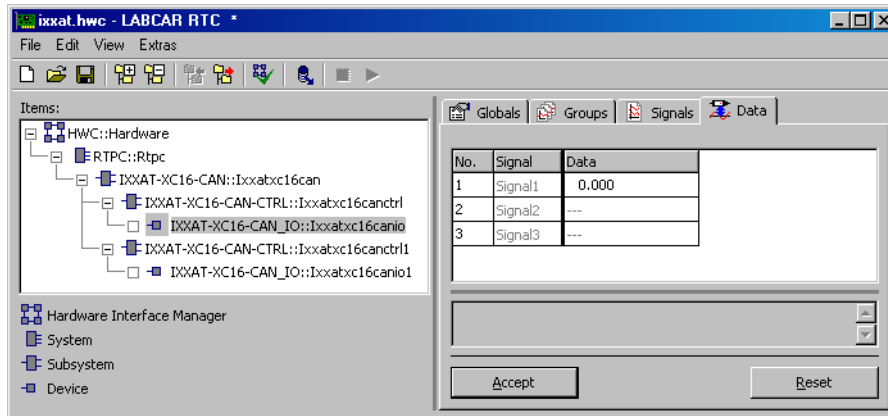 ixxat.hwc - LABCAR RTC *
File Edit View Extras
Items:
HWC::Hardware
RTPC::Rtpc
IXXAT-XC16-CAN::Ixxatxc16can
IXXAT-XC16-CAN-CTRL::Ixxatxc16canctrl
IXXAT-XC16-CAN_IO::Ixxatxc16canio
IXXAT-XC16-CAN-CTRL::Ixxatxc16canctrl1
IXXAT-XC16-CAN_IO::Ixxatxc16canio1
Hardware Interface Manager
System
Subsystem
Device
Globals Groups Signals Data
No. Signal Data
1 Signal1 0.000
2 Signal2 ---
3 Signal3 ---
Accept Reset